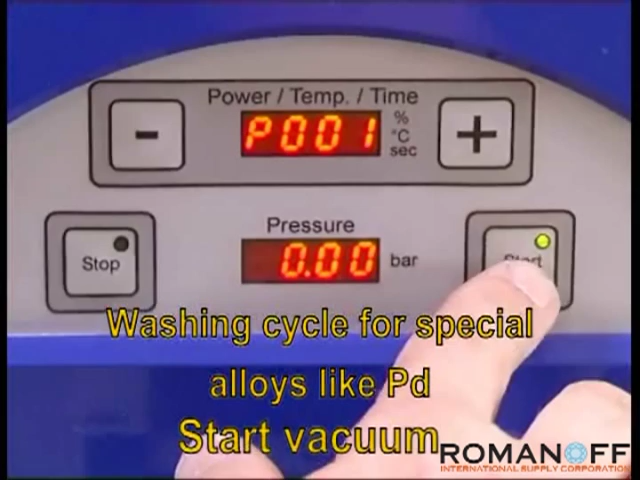 Power / Temp. / Time
-
P001
%
°C
sec
+
Stop
Pressure
0.00
bar
Start
Washing cycle for special
alloys like Pd
Start vacuum
ROMANOFF
INTERNATIONAL SUPPLY CORPORATION